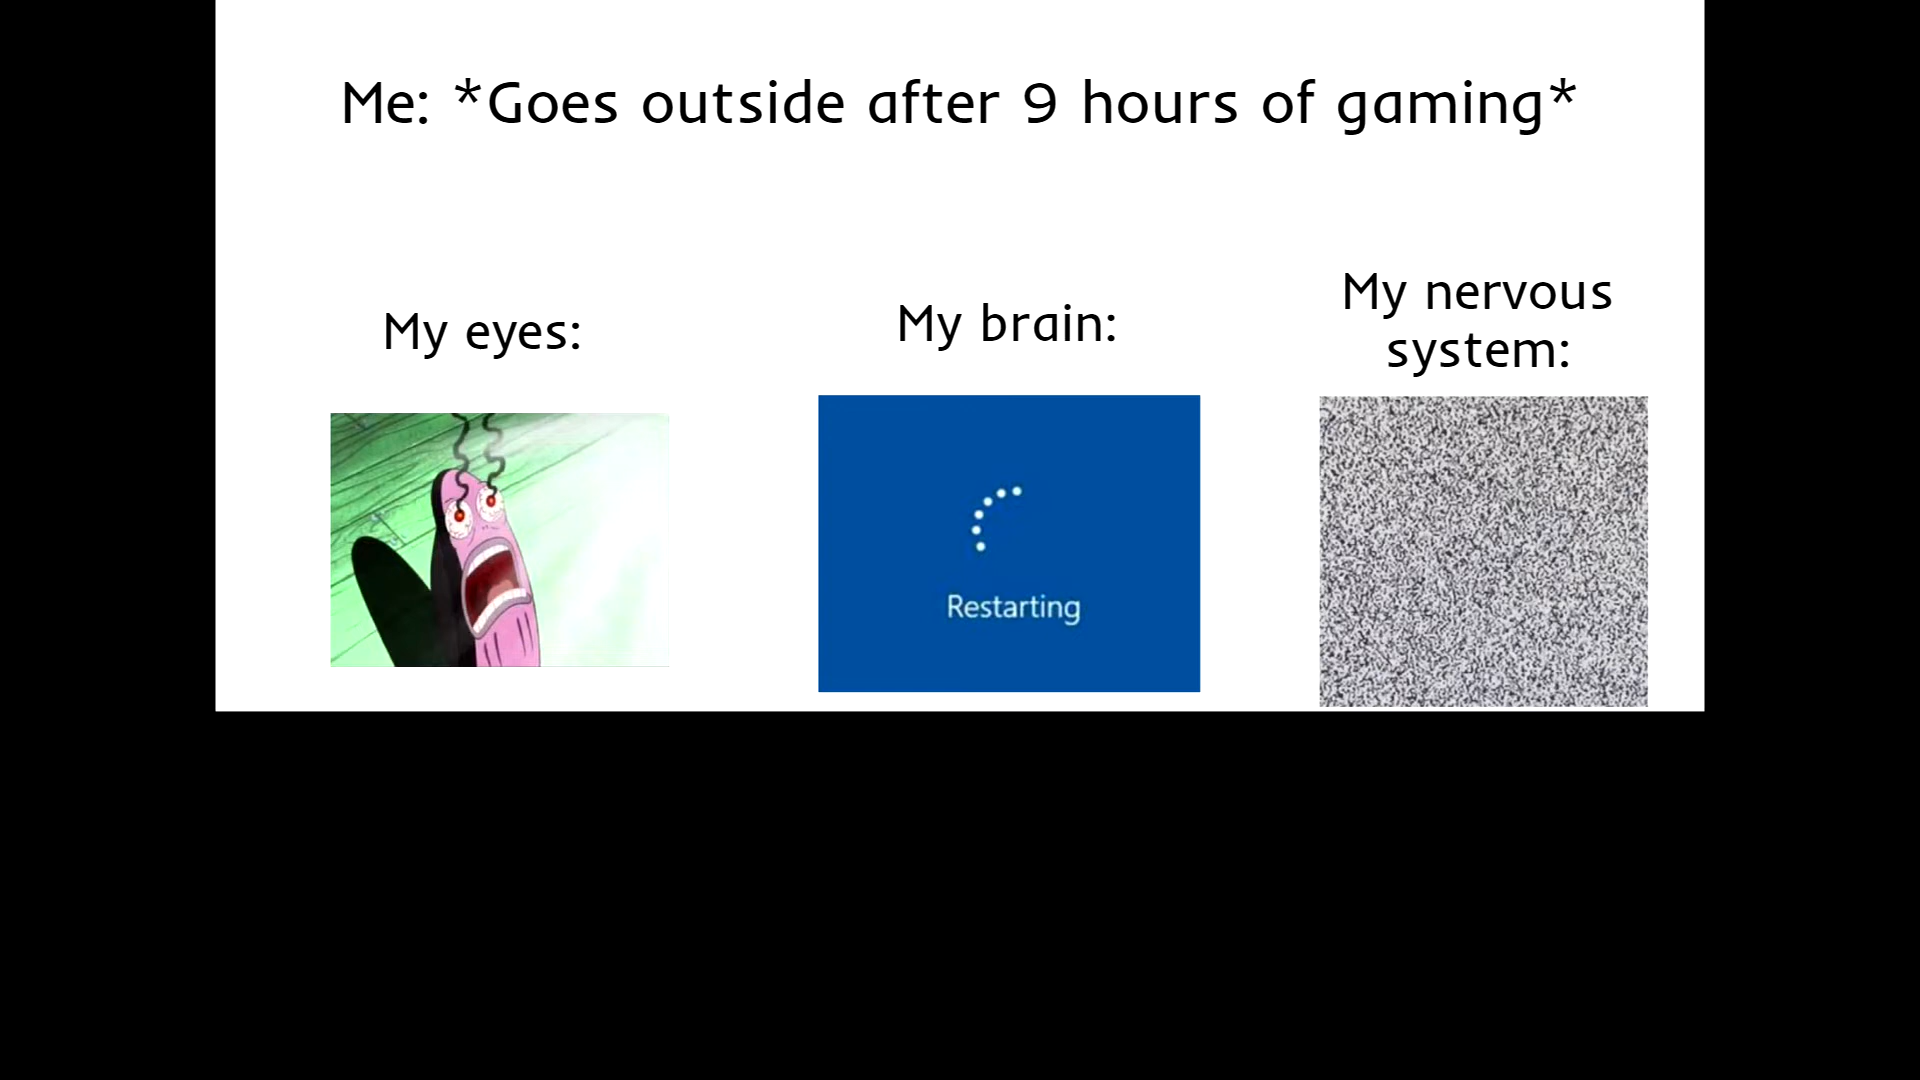 Me: *Goes outside after 9 hours of gaming*
My eyes:
My brain:
My nervous
system:
Restarting